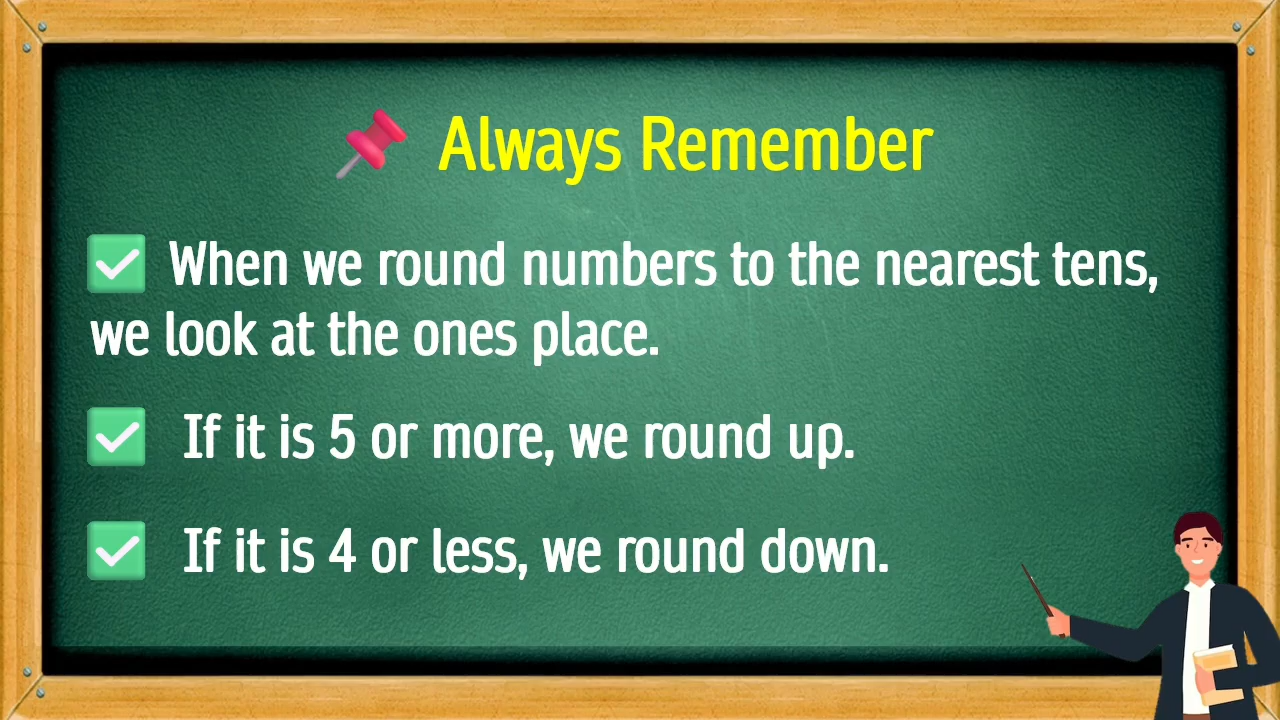 📌 Always Remember
✅ When we round numbers to the nearest tens,
we look at the ones place.
✅ If it is 5 or more, we round up.
✅ If it is 4 or less, we round down.